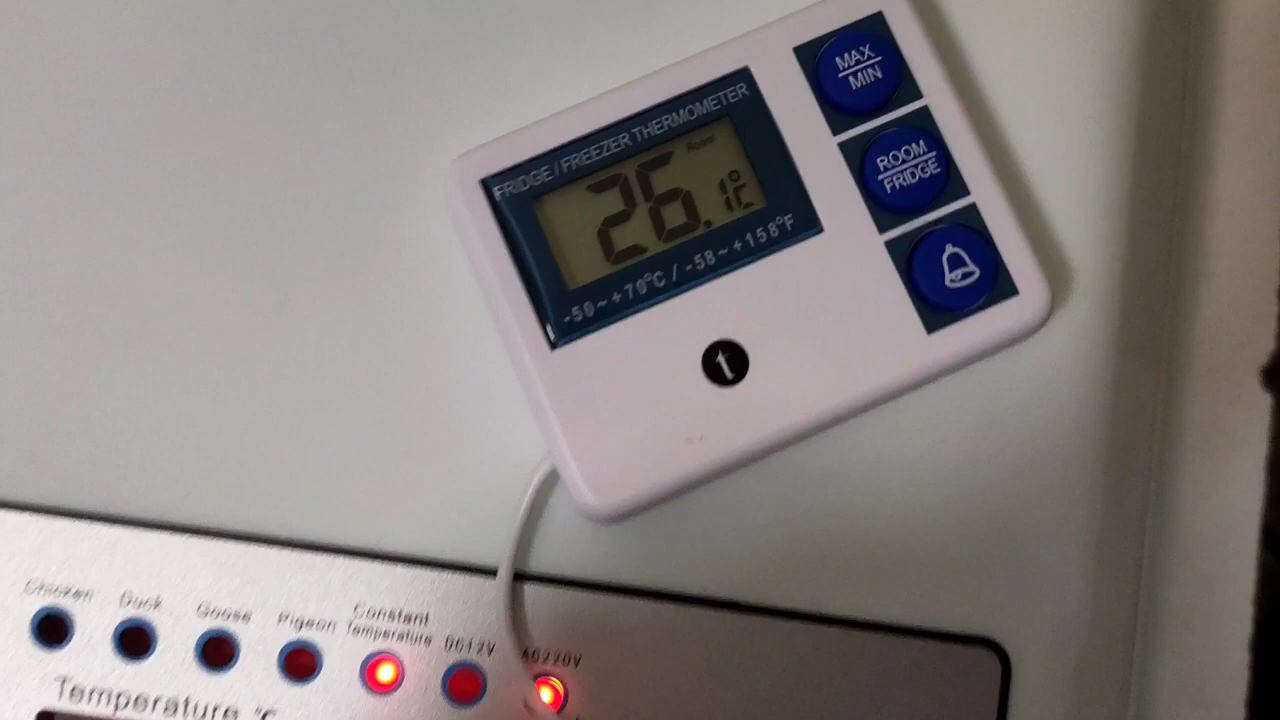 FRIDGE / FREEZER THERMOMETER
Room
26.1°C
-50~+70°C / -58~+158°F
MAX
MIN
ROOM
FRIDGE
t
Chicken
Duck
Goose
Pigeon
Constant
Temperature
DC12V
AC220V
Temperature °C